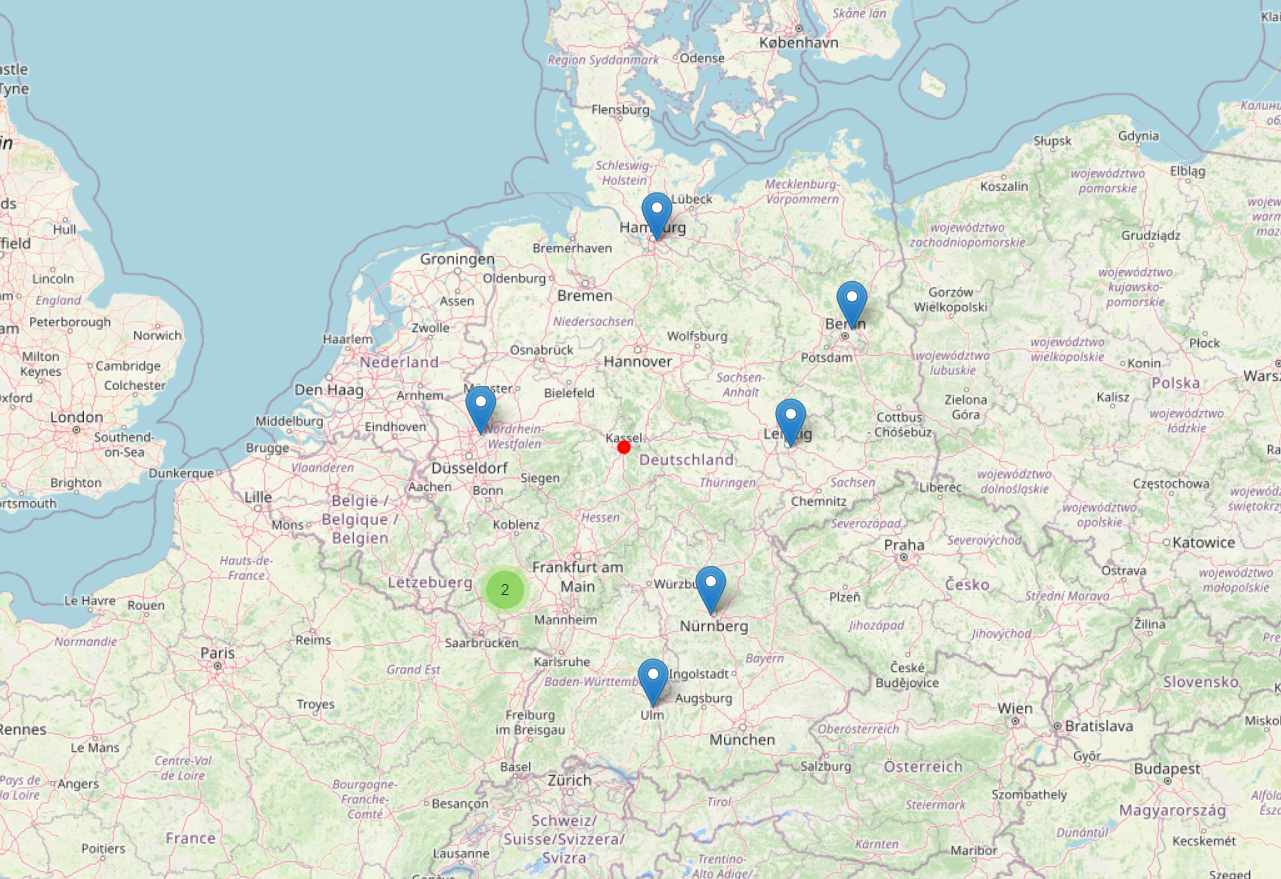 Skåne län
København
Odense
Region Syddanmark
astle
Tyne
Flensburg
Gdynia
Słupsk
Schleswig-
Holstein
Elbląg
Koszalin
województwo
pomorskie
Mecklenburg-
Vorpommern
Lübeck
Hull
Hamburg
województwo
zachodniopomorskie
Grudziądz
ffield
Bremerhaven
Groningen
Lincoln
Oldenburg
województwo
kujawsko-
pomorskie
England
Assen
Bremen
Gorzów
Wielkopolski
Peterborough
Norwich
Zwolle
Niedersachsen
Berlin
Haarlem
Wolfsburg
Płock
Milton
Keynes
Cambridge
Nederland
Osnabrück
Hannover
Potsdam
województwo
lubuskie
województwo
wielkopolskie
Konin
Colchester
Sachsen-
Anhalt
Polska
Den Haag
Arnhem
Münster
Bielefeld
Zielona
Góra
Kalisz
London
Middelburg
Eindhoven
Nordrhein-
Westfalen
Kassel
Leipzig
Cottbus
- Chóśebuz
województwo
łódzkie
Southend-
on-Sea
Brugge
Deutschland
Vlaanderen
Düsseldorf
Dunkerque
Brighton
Aachen
Bonn
Siegen
Thüringen
Sachsen
Liberec
województwo
dolnośląskie
Częstochowa
Lille
België /
Belgique /
Belgien
Chemnitz
Mons
Koblenz
Hessen
Severozápad
województwo
opolskie
Severovýchod
Praha
Katowice
Hauts-de-
France
Frankfurt am
Main
Lëtzebuerg
2
Würzbu
Česko
Ostrava
województwo
małopolskie
Le Havre
Rouen
Plzeň
Střední Morava
Mannheim
Nürnberg
Jihozápad
Jihovýchod
Žilina
Normandie
Reims
Saarbrücken
Paris
Karlsruhe
Bayern
Grand Est
Ingolstadt
České
Budějovice
Baden-Württemb
Slovensko
Augsburg
Troyes
Freiburg
im Breisgau
Ulm
Wien
Rennes
München
Oberösterreich
Bratislava
Le Mans
Győr
Centre-Val
de Loire
Basel
Zürich
Salzburg
Österreich
Budapest
Pays de
la Loire
Angers
Bourgogne-
Franche-
Comté
Besançon
Szombathely
Tirol
Steiermark
Magyarország
Schweiz/
Suisse/Svizzera/
Svizra
France
Dunántúl
Kecskemét
Kärnten
Poitiers
Lausanne
Maribor
Trentino-
Alto Adige/
Szeged